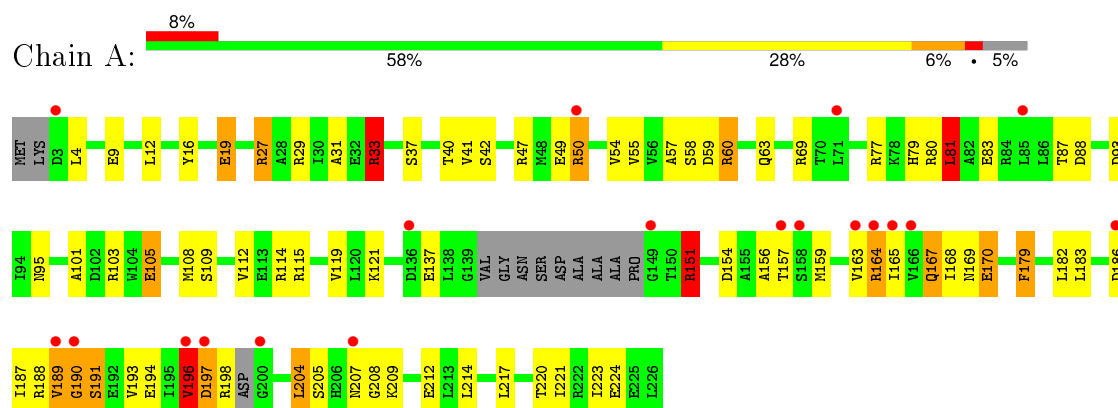 8%
Chain A:
58% 28% 6% • 5%
MET LYS D3 L4 E9 L12 Y16 E19 R27 A28 R29 I30 A31 E32 R33 S37 T40 V41 S42 R47 M48 E49 R50 V54 V55 V56 A57 S58 D59 R60 Q63 R69 T70 L71 R77 K78 H79 R80 L81 A82 E83 R84 L85 L86 T87 D88 D93
I94 N95 A101 D102 R103 W104 E105 M108 S109 V112 E113 R114 R115 V119 L120 K121 D136 E137 L138 G139 VAL GLY ASN SER ASP ALA ALA ALA PRO G149 T150 R151 D154 A155 A156 T157 S158 M159 V163 R164 I165 V166 Q167 I168 N169 E170 F179 L182 L183 D186
I187 R188 V189 G190 S191 E192 V193 E194 I195 V196 D197 R198 ASP G200 L204 S205 H206 N207 G208 K209 E212 L213 L214 L217 T220 I221 R222 I223 E224 E225 L226